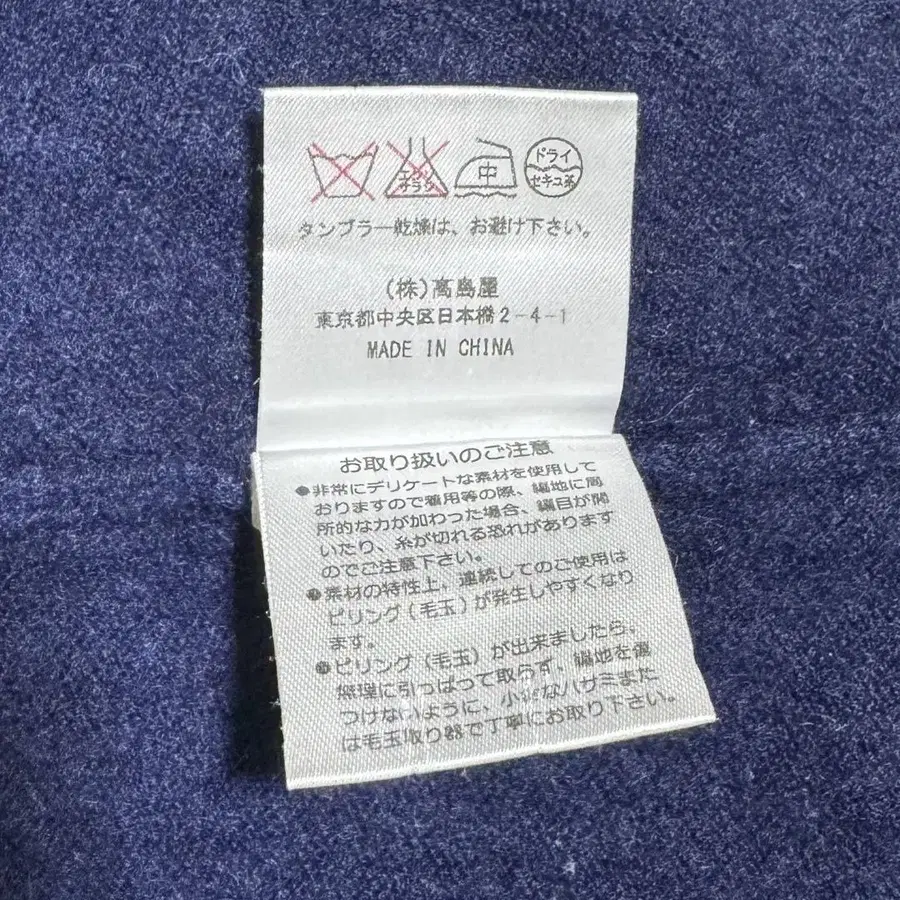 エンソ
サラシ
中
ドライ
セキユ系
タンブラー乾燥は、お避け下さい。
(株)高島屋
東京都中央区日本橋2-4-1
MADE IN CHINA
お取り扱いのご注意
●非常にデリケートな素材を使用して
おりますので着用等の際、編地に局
所的な力が加わった場合、編目が開
いたり、糸が切れる恐れがあります
のでご注意下さい。
●素材の特性上、連続してのご使用は
ピリング(毛玉)が発生しやすくなり
ます。
●ピリング(毛玉)が出来ましたら、
無理に引っぱって取らず、編地を傷
つけないように、小さなハサミまた
は毛玉取り器で丁寧にお取り下さい。